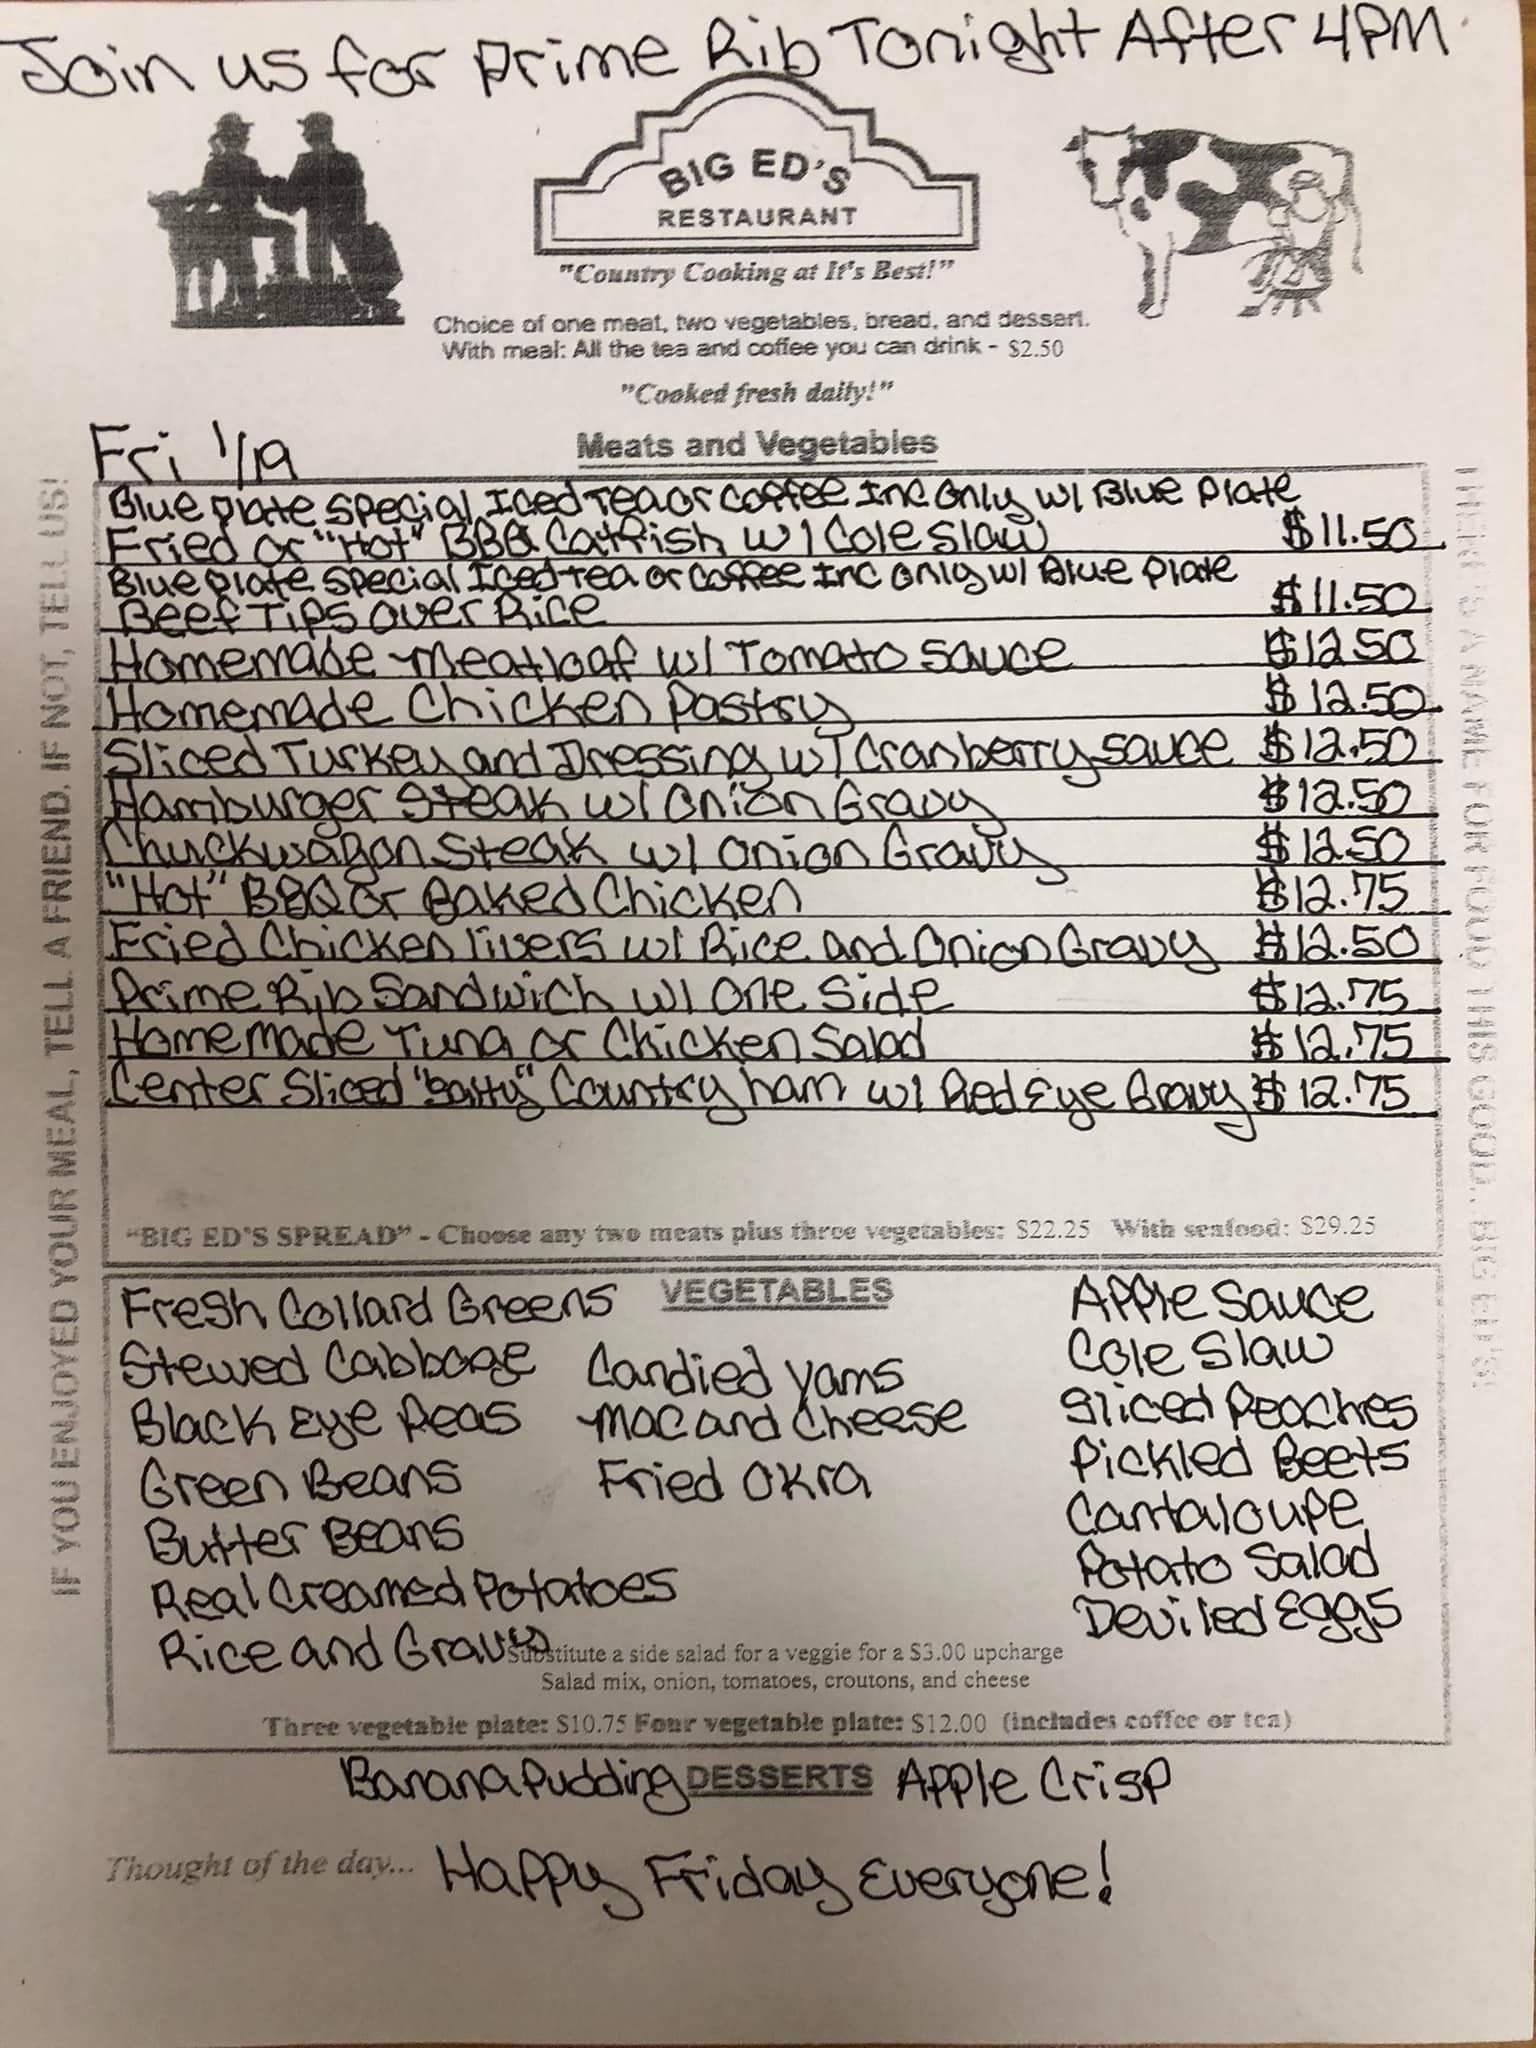 Join us for Prime Rib Tonight After 4PM
BIG ED'S
RESTAURANT
"Country Cooking at It's Best!"
Choice of one meat, two vegetables, bread, and dessert.
With meal: All the tea and coffee you can drink - $2.50
"Cooked fresh daily!"
Fri 1/19
Meats and Vegetables
Blue Plate Special Iced Tea or Coffee Inc Only w/ Blue Plate
Fried or "Hot" BBQ Catfish w/ Cole Slaw $11.50
Blue Plate Special Iced Tea or Coffee Inc Only w/ Blue Plate
Beef Tips Over Rice $11.50
Homemade Meatloaf w/ Tomato Sauce $12.50
Homemade Chicken Pastry $12.50
Sliced Turkey and Dressing w/ Cranberry Sauce $12.50
Hamburger Steak w/ Onion Gravy $12.50
Chuckwagon Steak w/ Onion Gravy $12.50
"Hot" BBQ or Baked Chicken $12.75
Fried Chicken Livers w/ Rice and Onion Gravy $12.50
Prime Rib Sandwich w/ One Side $12.75
Homemade Tuna or Chicken Salad $12.75
Center Sliced "Salty" Country Ham w/ Red Eye Gravy $12.75
"BIG ED'S SPREAD" - Choose any two meats plus three vegetables: $22.25 With seafood: $29.25
VEGETABLES
Fresh Collard Greens
Stewed Cabbage
Black Eye Peas
Green Beans
Butter Beans
Real Creamed Potatoes
Rice and Gravy
Candied Yams
Mac and Cheese
Fried Okra
Apple Sauce
Cole Slaw
Sliced Peaches
Pickled Beets
Cantaloupe
Potato Salad
Deviled Eggs
Substitute a side salad for a veggie for a $3.00 upcharge
Salad mix, onion, tomatoes, croutons, and cheese
Three vegetable plate: $10.75 Four vegetable plate: $12.00 (includes coffee or tea)
Banana Pudding DESSERTS Apple Crisp
Thought of the day... Happy Friday Everyone!
IF YOU ENJOYED YOUR MEAL, TELL A FRIEND. IF NOT, TELL US!
THERE'S A NAME FOR FOOD THIS GOOD... BIG ED'S!